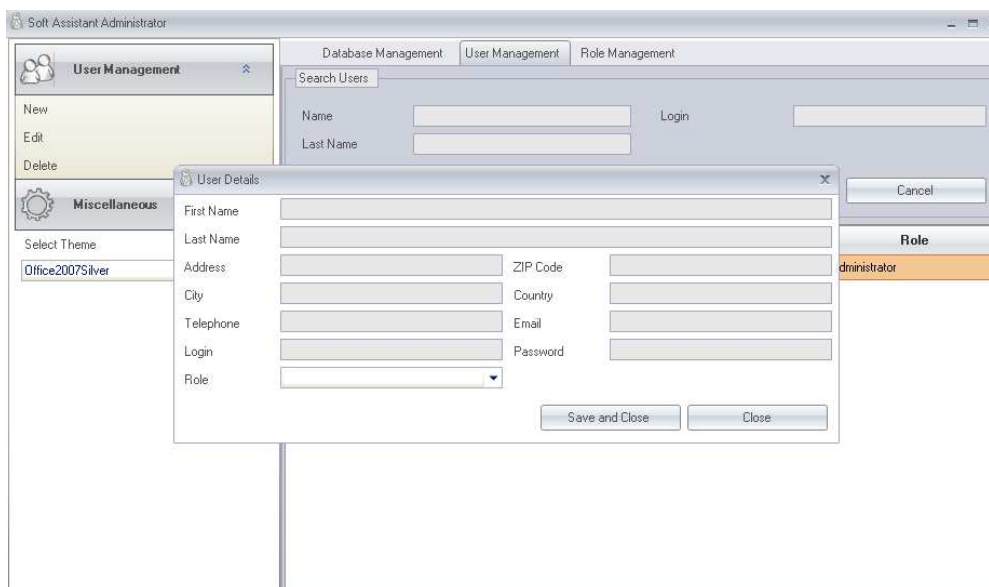 Soft Assistant Administrator
User Management
New
Edit
Delete
Miscellaneous
Select Theme
Office2007Silver
Database Management User Management Role Management
Search Users
Name Login
Last Name
Cancel
Role
dministrator
User Details
First Name
Last Name
Address ZIP Code
City Country
Telephone Email
Login Password
Role
Save and Close Close